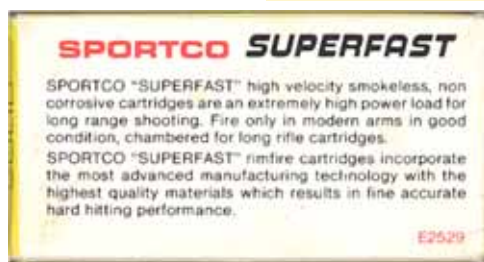 SPORTCO SUPERFAST
SPORTCO "SUPERFAST" high velocity smokeless, non
corrosive cartridges are an extremely high power load for
long range shooting. Fire only in modern arms in good
condition, chambered for long rifle cartridges.
SPORTCO "SUPERFAST" rimfire cartridges incorporate
the most advanced manufacturing technology with the
highest quality materials which results in fine accurate
hard hitting performance.
E2529